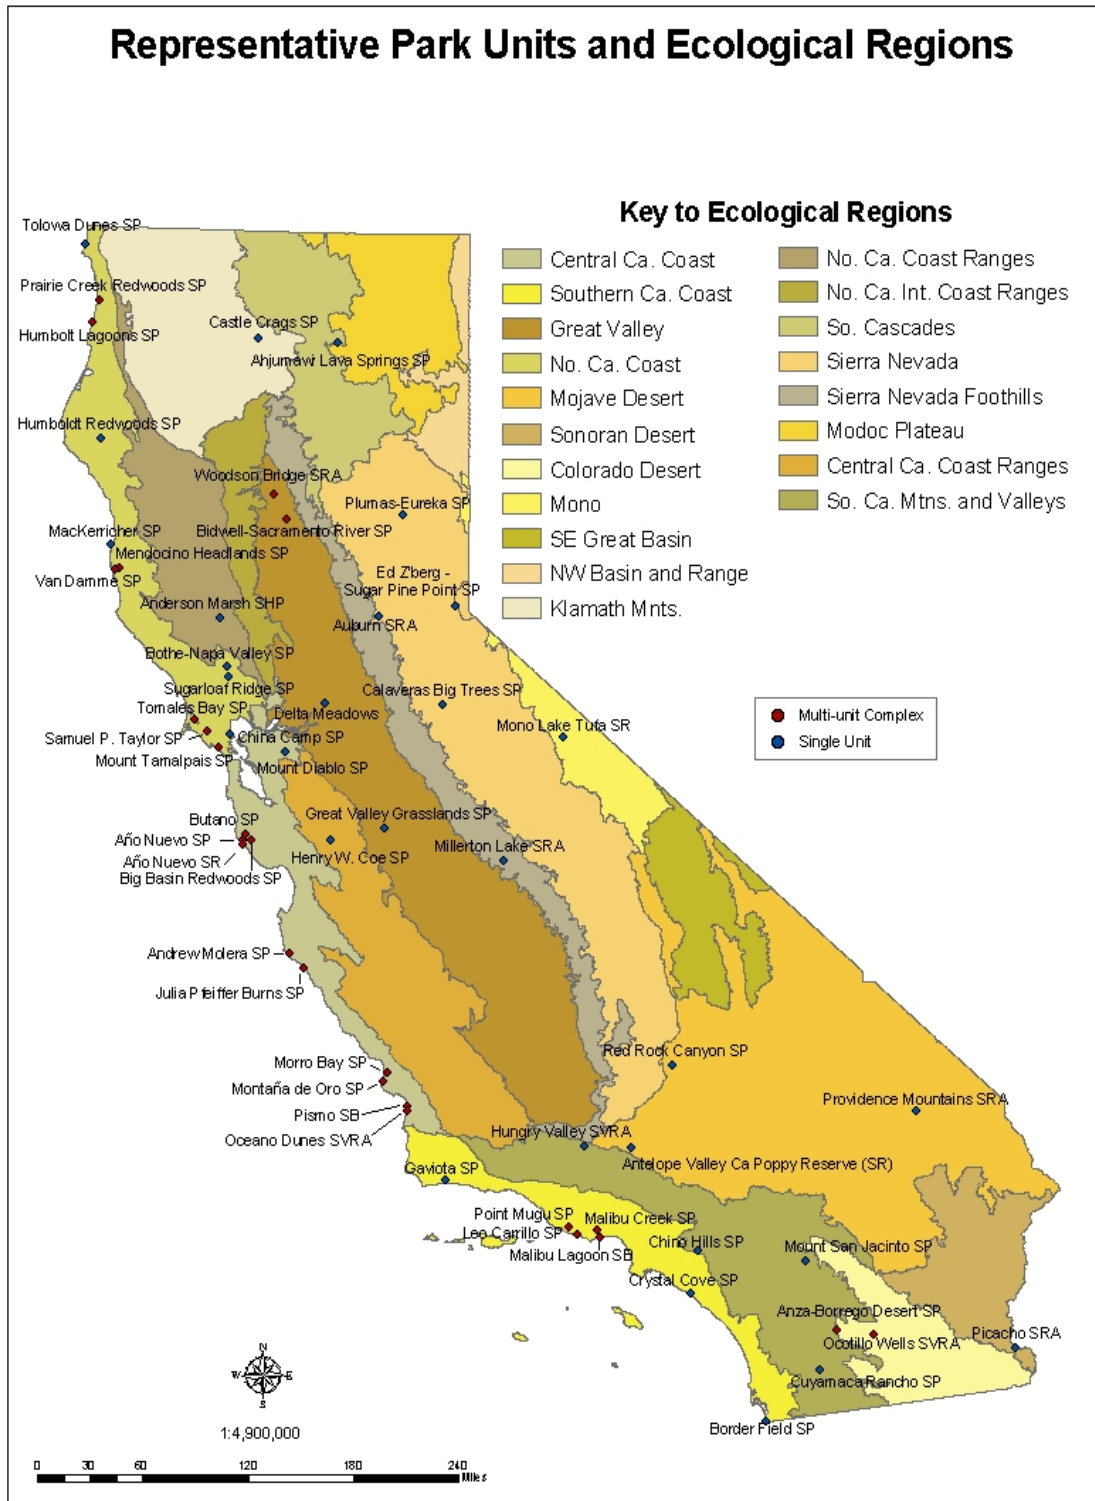 Representative Park Units and Ecological Regions
Key to Ecological Regions
Central Ca. Coast
Southern Ca. Coast
Great Valley
No. Ca. Coast
Mojave Desert
Sonoran Desert
Colorado Desert
Mono
SE Great Basin
NW Basin and Range
Klamath Mnts.
No. Ca. Coast Ranges
No. Ca. Int. Coast Ranges
So. Cascades
Sierra Nevada
Sierra Nevada Foothills
Modoc Plateau
Central Ca. Coast Ranges
So. Ca. Mtns. and Valleys
Multi-unit Complex
Single Unit
Tolowa Dunes SP
Prairie Creek Redwoods SP
Humbolt Lagoons SP
Castle Crags SP
Ahjumawi Lava Springs SP
Humboldt Redwoods SP
Woodson Bridge SRA
Plumas-Eureka SP
Bidwell-Sacramento River SP
MacKerricher SP
Mendocino Headlands SP
Van Damme SP
Ed Z'berg -
Sugar Pine Point SP
Anderson Marsh SHP
Auburn SRA
Bothe-Napa Valley SP
Sugarloaf Ridge SP
Calaveras Big Trees SP
Tomales Bay SP
Delta Meadows
Mono Lake Tufa SR
Samuel P. Taylor SP
China Camp SP
Mount Tamalpais SP
Mount Diablo SP
Butano SP
Great Valley Grasslands SP
Año Nuevo SP
Millerton Lake SRA
Año Nuevo SR
Henry W. Coe SP
Big Basin Redwoods SP
Andrew Molera SP
Julia Pfeiffer Burns SP
Red Rock Canyon SP
Morro Bay SP
Montaña de Oro SP
Providence Mountains SRA
Pismo SB
Oceano Dunes SVRA
Hungry Valley SVRA
Antelope Valley Ca Poppy Reserve (SR)
Gaviota SP
Point Mugu SP
Malibu Creek SP
Leo Carrillo SP
Chino Hills SP
Mount San Jacinto SP
Malibu Lagoon SB
Crystal Cove SP
Anza-Borrego Desert SP
Picacho SRA
Ocotillo Wells SVRA
Cuyamaca Rancho SP
Border Field SP
N
W E
S
1:4,900,000
0 30 60 120 180 240
Miles